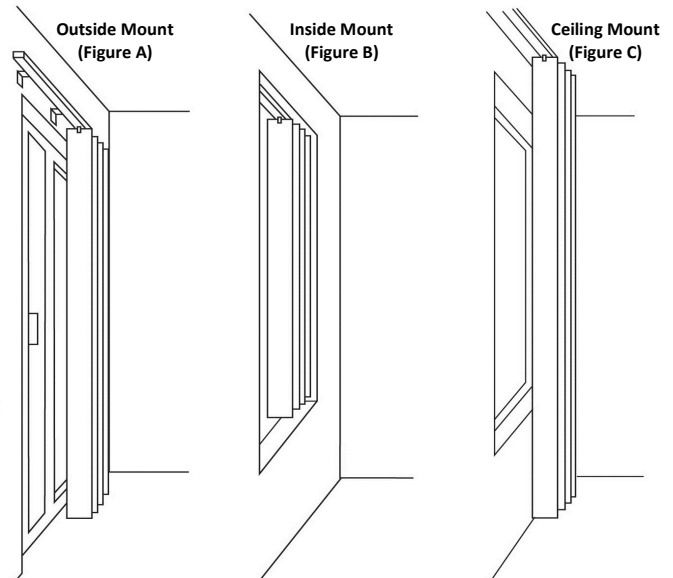 Outside Mount
(Figure A)
Inside Mount
(Figure B)
Ceiling Mount
(Figure C)